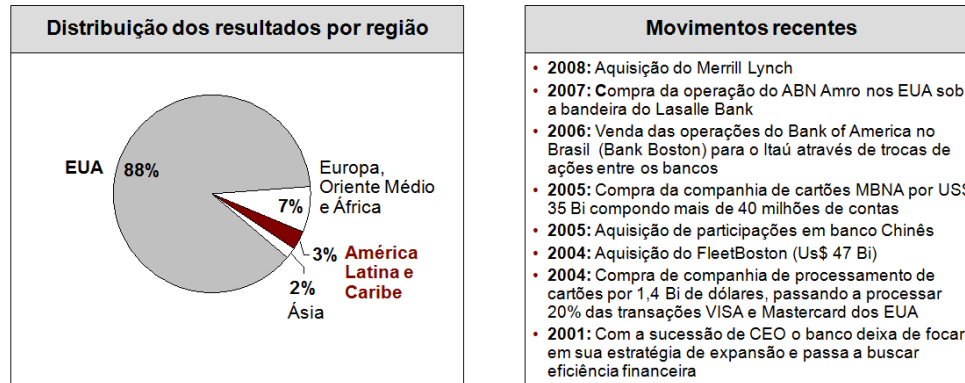 Distribuição dos resultados por região
EUA
88%
Europa,
Oriente Médio
e África
7%
3%
América
Latina e
Caribe
2%
Ásia
Movimentos recentes
• 2008: Aquisição do Merrill Lynch
• 2007: Compra da operação do ABN Amro nos EUA sob
a bandeira do Lasalle Bank
• 2006: Venda das operações do Bank of America no
Brasil (Bank Boston) para o Itaú através de trocas de
ações entre os bancos
• 2005: Compra da companhia de cartões MBNA por US$
35 Bi compondo mais de 40 milhões de contas
• 2005: Aquisição de participações em banco Chinês
• 2004: Aquisição do FleetBoston (Us$ 47 Bi)
• 2004: Compra de companhia de processamento de
cartões por 1,4 Bi de dólares, passando a processar
20% das transações VISA e Mastercard dos EUA
• 2001: Com a sucessão de CEO o banco deixa de focar
em sua estratégia de expansão e passa a buscar
eficiência financeira